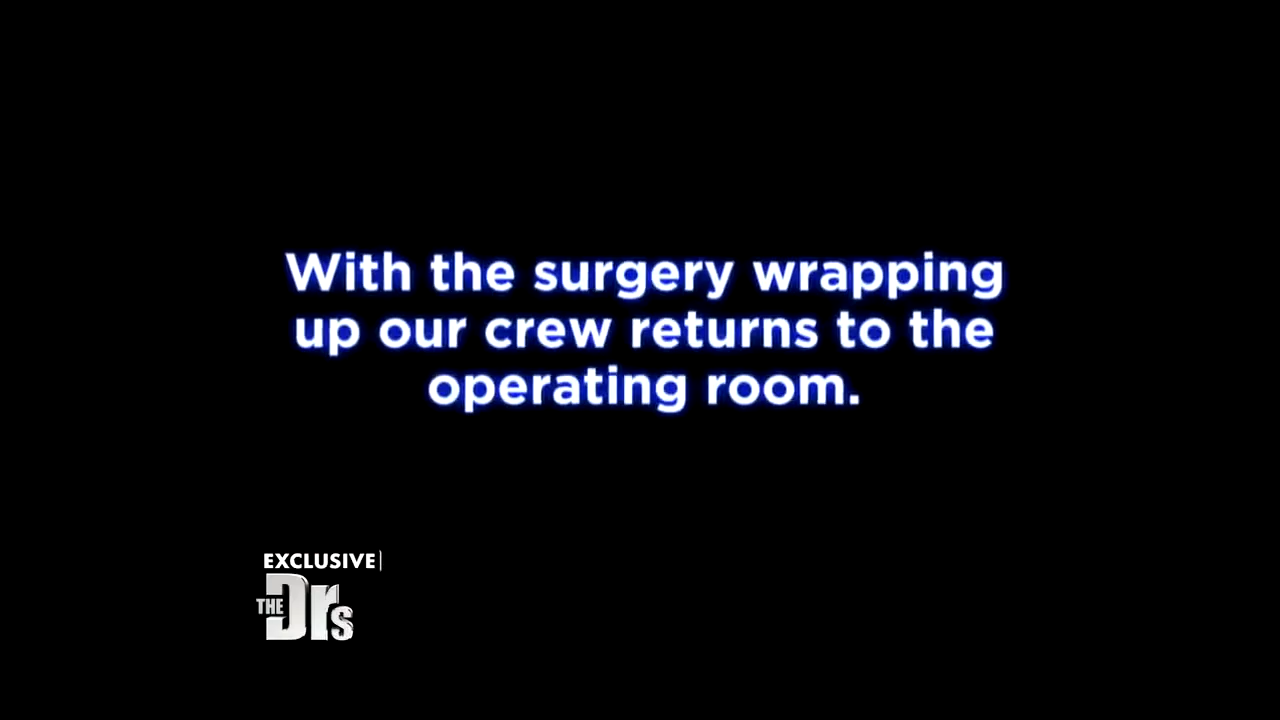 With the surgery wrapping
up our crew returns to the
operating room.
EXCLUSIVE
THE Drs